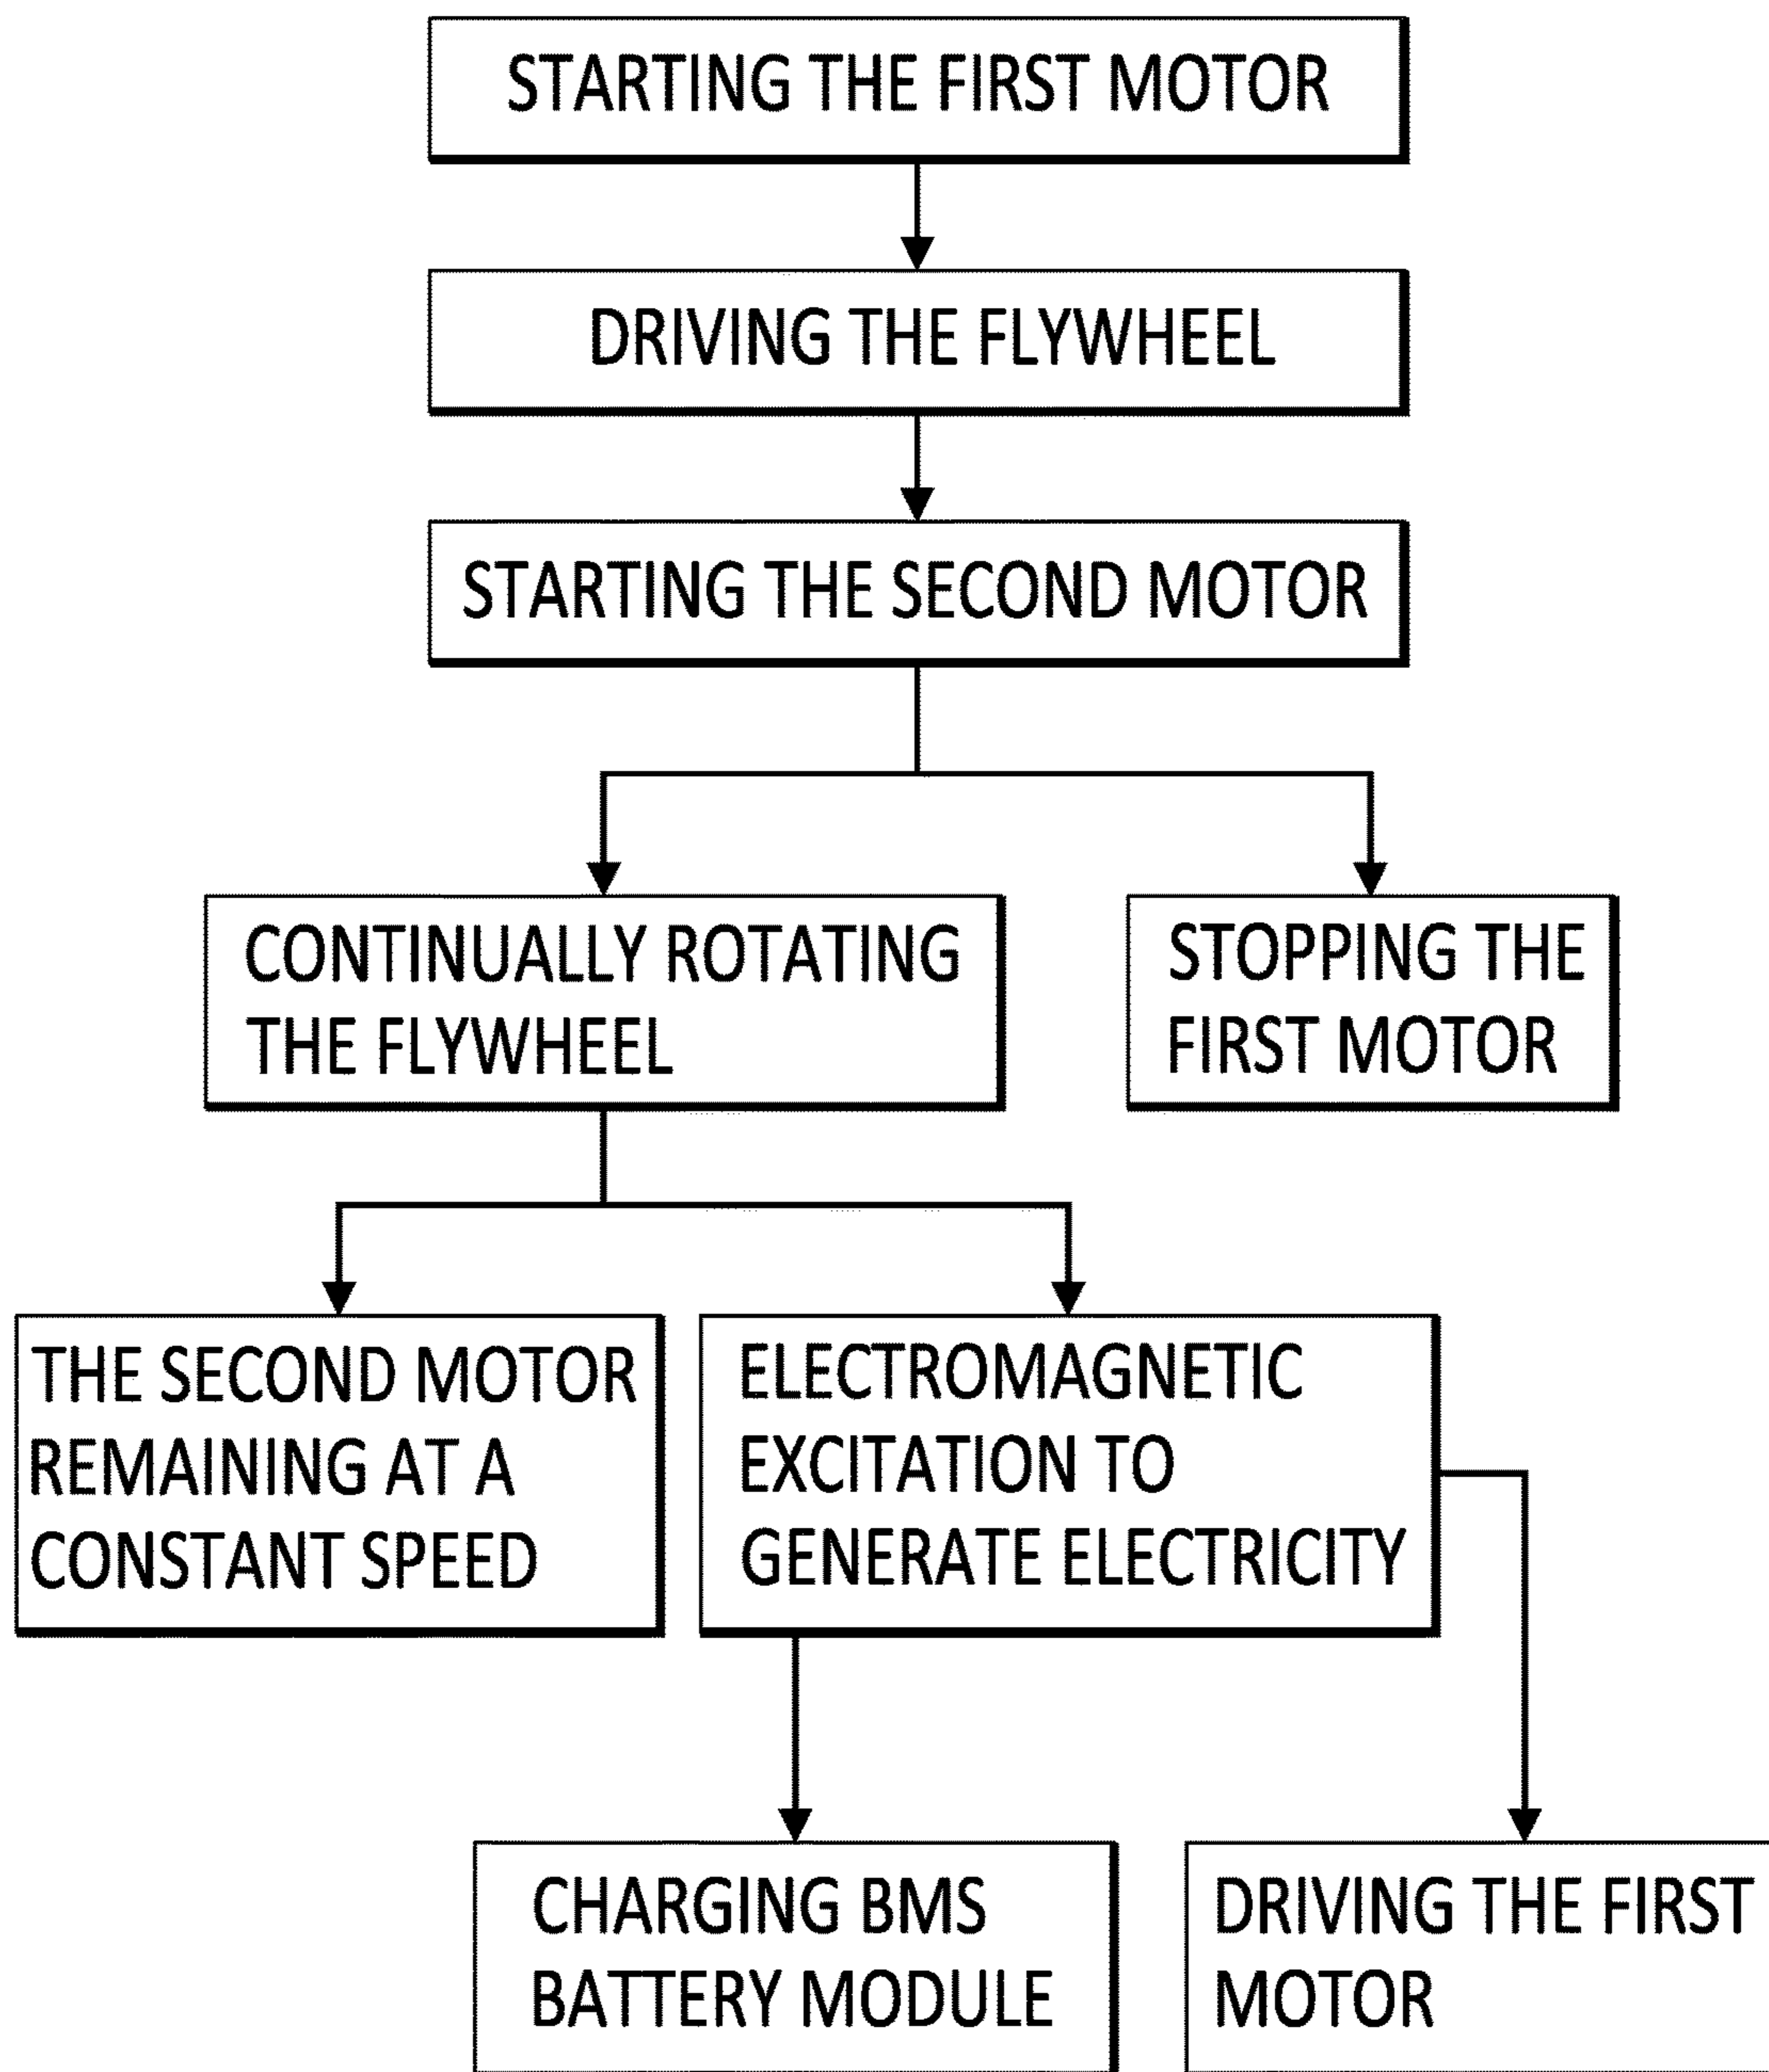 STARTING THE FIRST MOTOR
DRIVING THE FLYWHEEL
STARTING THE SECOND MOTOR
CONTINUALLY ROTATING
THE FLYWHEEL
STOPPING THE
FIRST MOTOR
THE SECOND MOTOR
REMAINING AT A
CONSTANT SPEED
ELECTROMAGNETIC
EXCITATION TO
GENERATE ELECTRICITY
CHARGING BMS
BATTERY MODULE
DRIVING THE FIRST
MOTOR